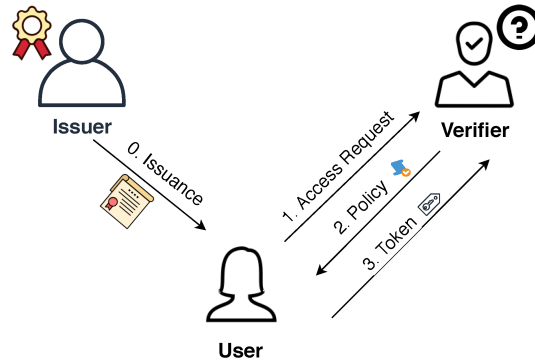 Issuer
Verifier
0. Issuance
1. Access Request
2. Policy
3. Token
User